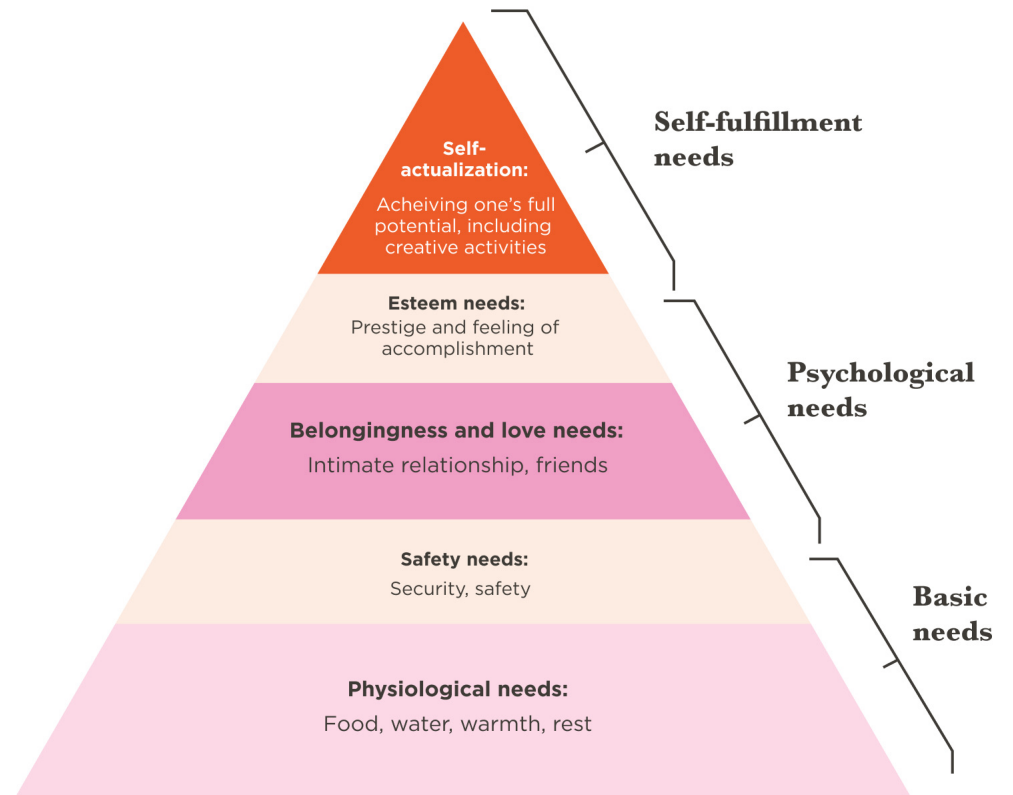 Self-
actualization:
Acheiving one's full
potential, including
creative activities
Self-fulfillment
needs
Esteem needs:
Prestige and feeling of
accomplishment
Belongingness and love needs:
Intimate relationship, friends
Psychological
needs
Safety needs:
Security, safety
Physiological needs:
Food, water, warmth, rest
Basic
needs